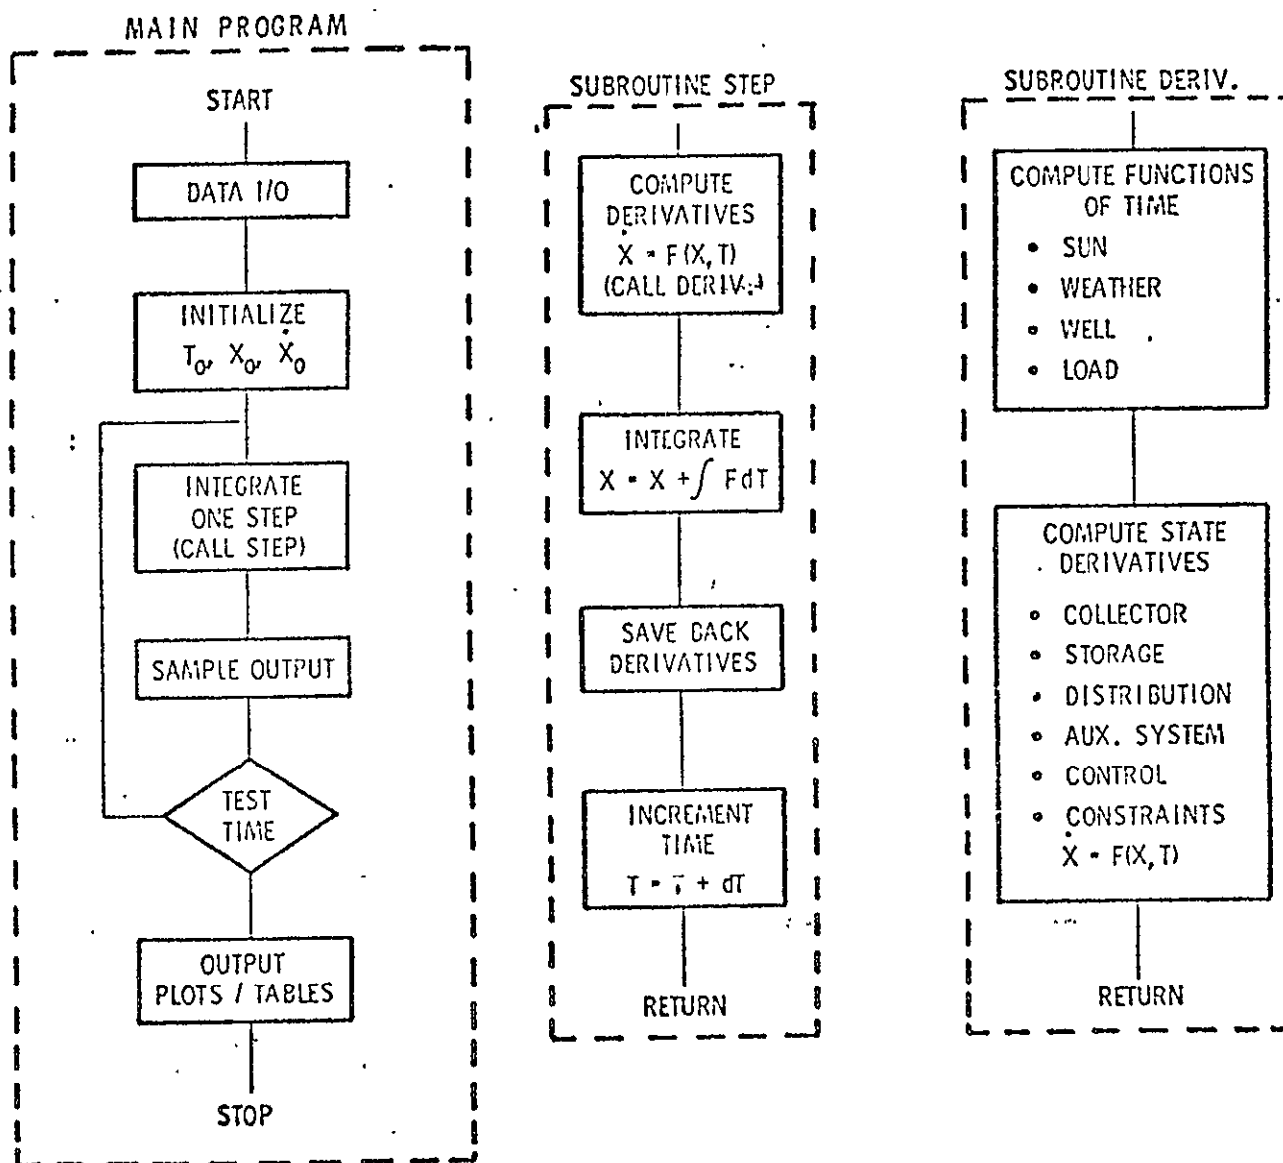 MAIN PROGRAM
START
DATA I/O
INITIALIZE
T₀, X₀, Ẋ₀
INTEGRATE
ONE STEP
(CALL STEP)
SAMPLE OUTPUT
TEST
TIME
OUTPUT
PLOTS / TABLES
STOP
SUBROUTINE STEP
COMPUTE
DERIVATIVES
Ẋ = F(X,T)
(CALL DERIV.)
INTEGRATE
X = X + ∫ FdT
SAVE BACK
DERIVATIVES
INCREMENT
TIME
T = T + dT
RETURN
SUBROUTINE DERIV.
COMPUTE FUNCTIONS
OF TIME
• SUN
• WEATHER
• WELL
• LOAD
COMPUTE STATE
DERIVATIVES
• COLLECTOR
• STORAGE
• DISTRIBUTION
• AUX. SYSTEM
• CONTROL
• CONSTRAINTS
Ẋ = F(X,T)
RETURN